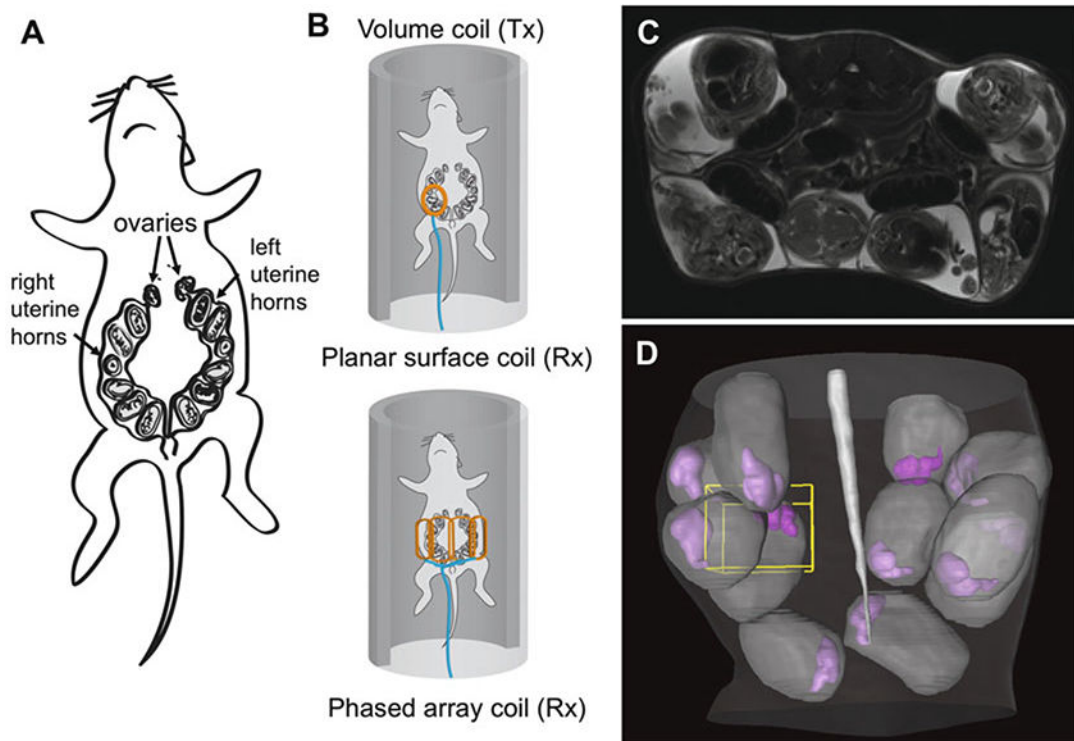 A
ovaries
right
uterine
horns
left
uterine
horns
B
Volume coil (Tx)
Planar surface coil (Rx)
Phased array coil (Rx)
C
D